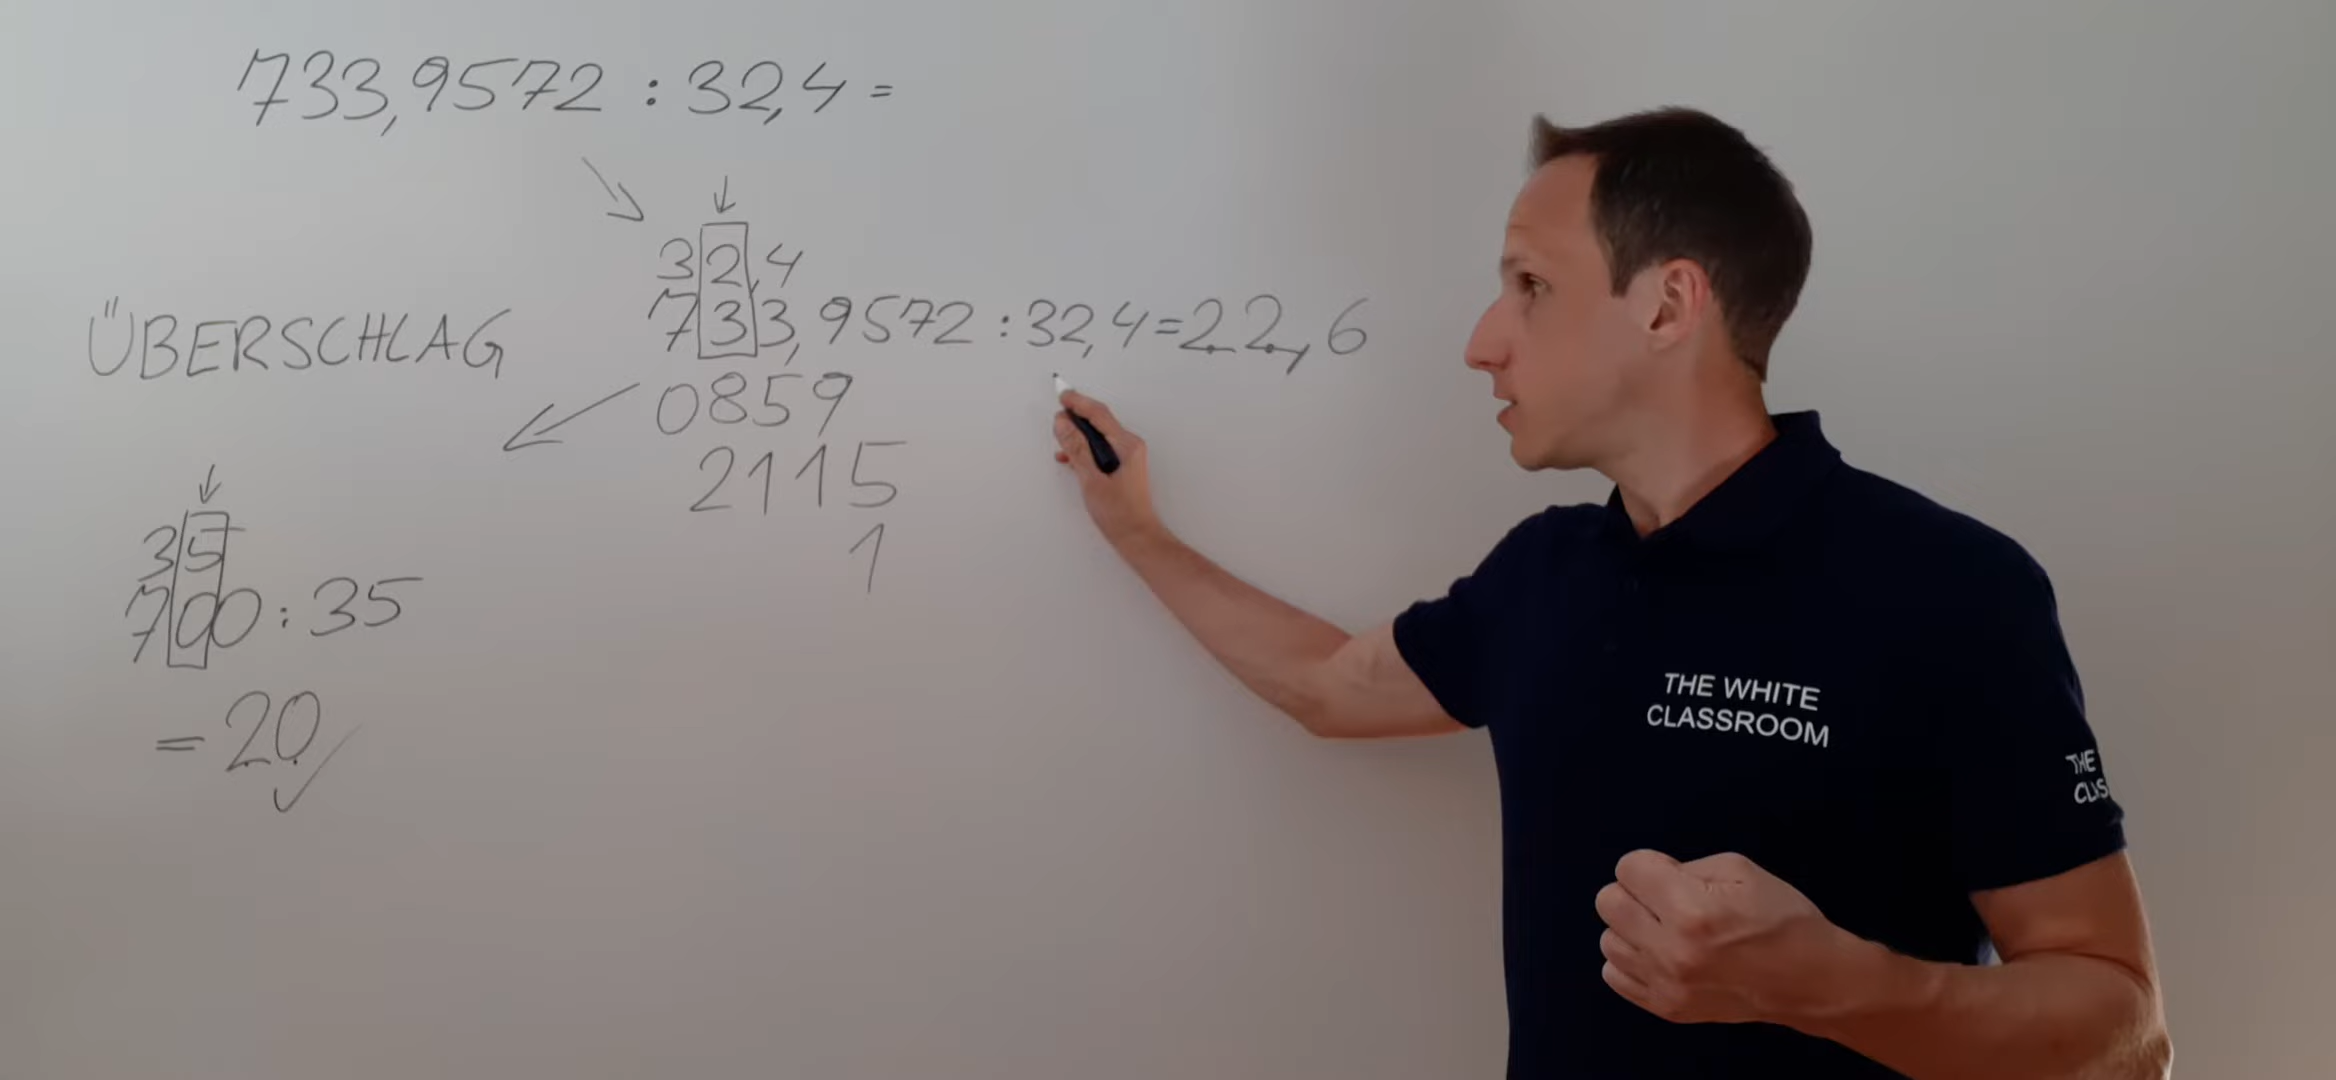 733,9572 : 32,4 =
32,4
733,9572 : 32,4 = 22,6
0859
2115
1
ÜBERSCHLAG
35
700 : 35
= 20 ✓
THE WHITE
CLASSROOM
THE